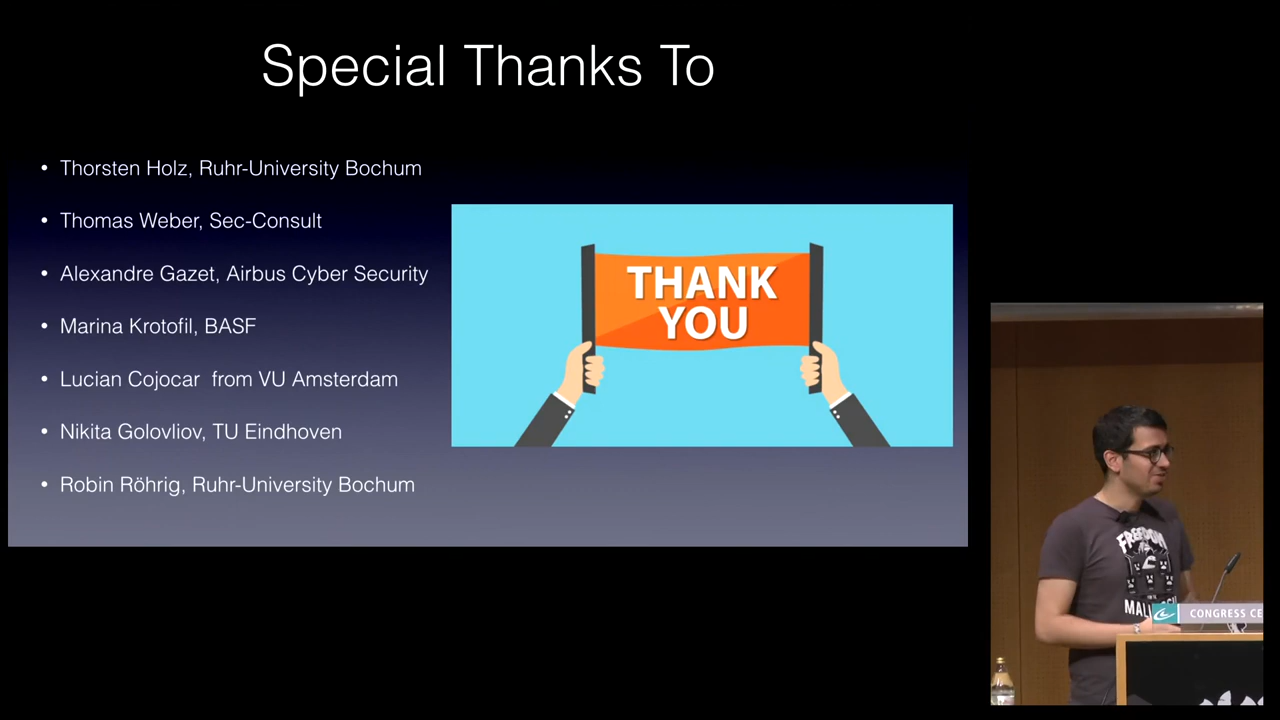 Special Thanks To
• Thorsten Holz, Ruhr-University Bochum
• Thomas Weber, Sec-Consult
• Alexandre Gazet, Airbus Cyber Security
• Marina Krotofil, BASF
• Lucian Cojocar  from VU Amsterdam
• Nikita Golovliov, TU Eindhoven
• Robin Röhrig, Ruhr-University Bochum
THANK
YOU
FREEDOM
CONGRESS CE